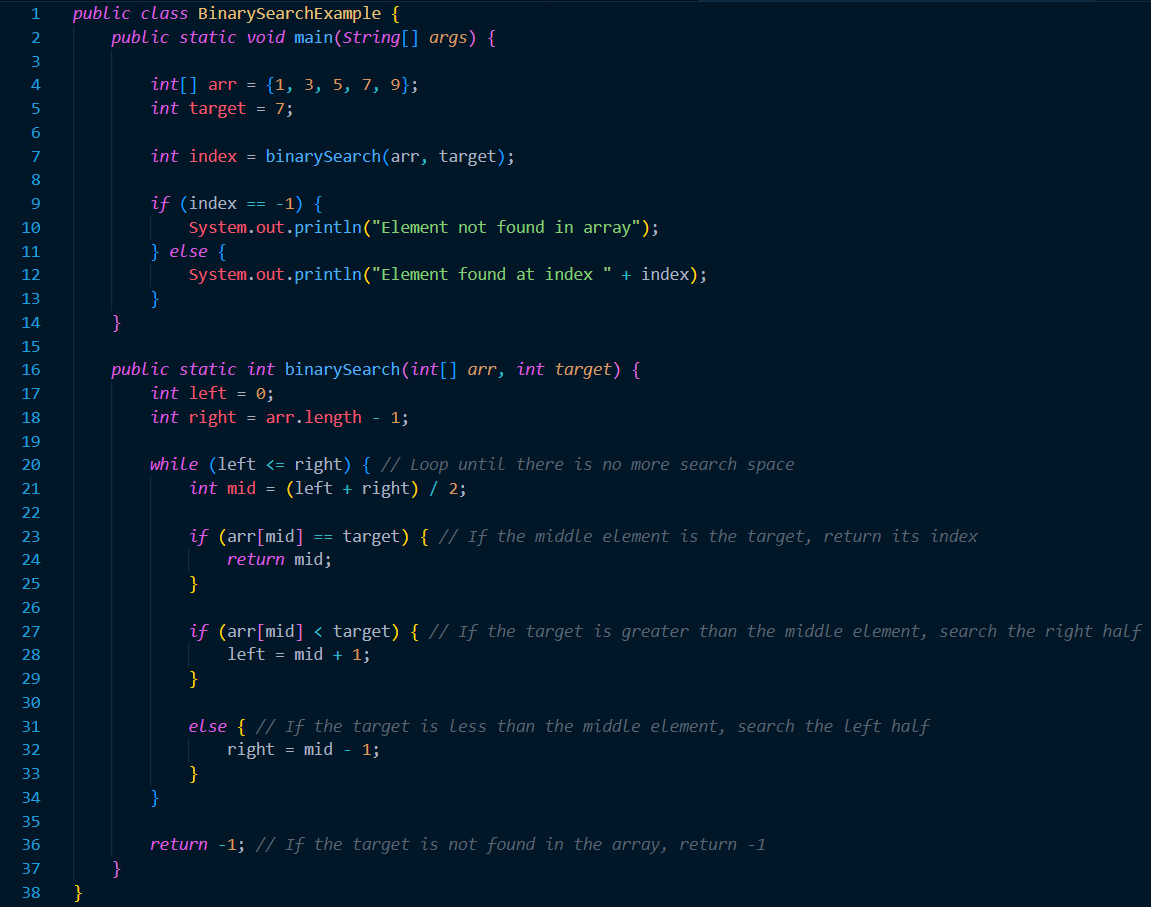 1 public class BinarySearchExample {
2     public static void main(String[] args) {
3
4         int[] arr = {1, 3, 5, 7, 9};
5         int target = 7;
6
7         int index = binarySearch(arr, target);
8
9         if (index == -1) {
10             System.out.println("Element not found in array");
11         } else {
12             System.out.println("Element found at index " + index);
13         }
14     }
15
16     public static int binarySearch(int[] arr, int target) {
17         int left = 0;
18         int right = arr.length - 1;
19
20         while (left <= right) { // Loop until there is no more search space
21             int mid = (left + right) / 2;
22
23             if (arr[mid] == target) { // If the middle element is the target, return its index
24                 return mid;
25             }
26
27             if (arr[mid] < target) { // If the target is greater than the middle element, search the right half
28                 left = mid + 1;
29             }
30
31             else { // If the target is less than the middle element, search the left half
32                 right = mid - 1;
33             }
34         }
35
36         return -1; // If the target is not found in the array, return -1
37     }
38 }